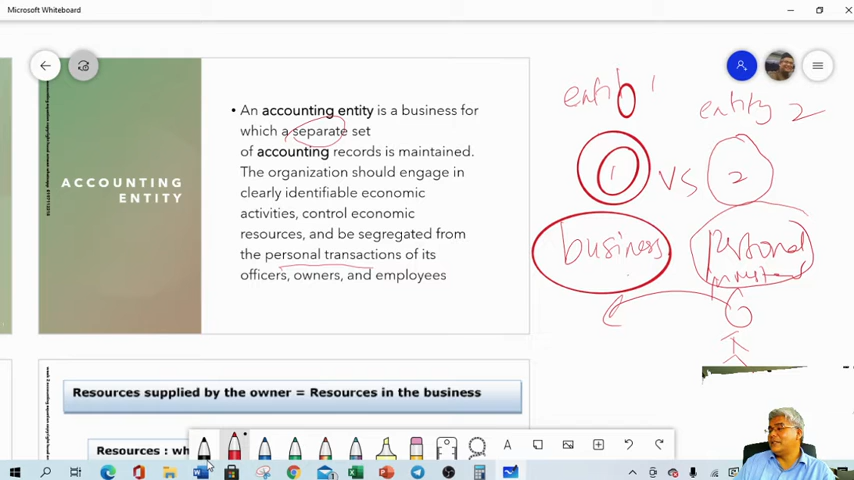 Microsoft Whiteboard
ACCOUNTING
ENTITY
• An accounting entity is a business for
which a separate set
of accounting records is maintained.
The organization should engage in
clearly identifiable economic
activities, control economic
resources, and be segregated from
the personal transactions of its
officers, owners, and employees
entity 1
entity 2
1 VS 2
business
personal
Resources supplied by the owner = Resources in the business
Resources : wh